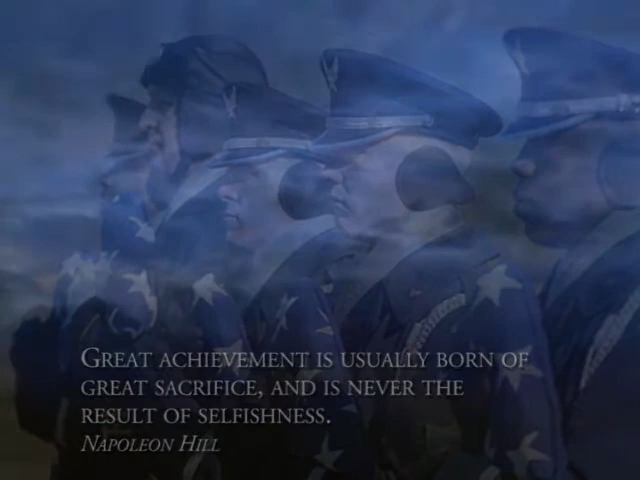 GREAT ACHIEVEMENT IS USUALLY BORN OF
GREAT SACRIFICE, AND IS NEVER THE
RESULT OF SELFISHNESS.
NAPOLEON HILL